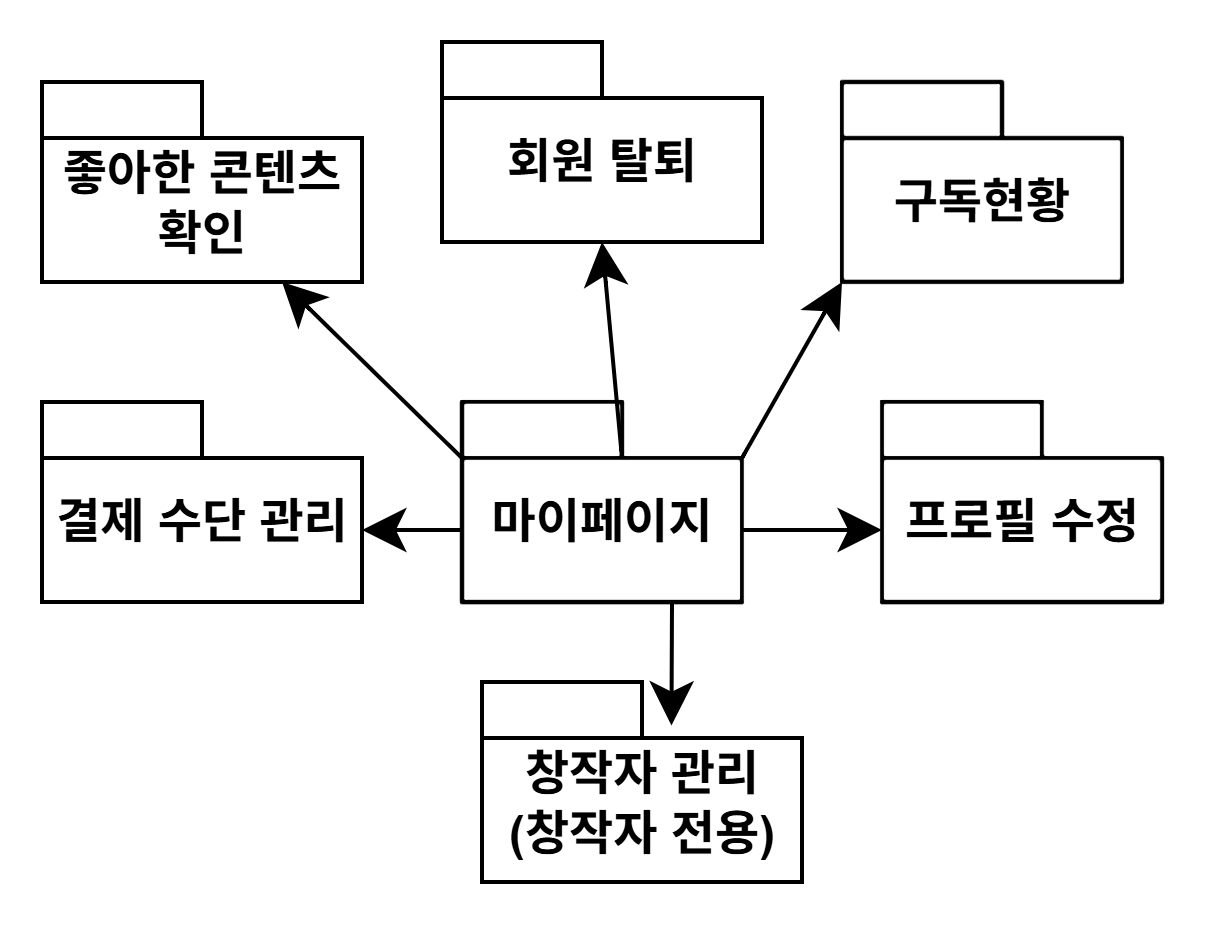 회원 탈퇴
좋아한 콘텐츠
확인
구독현황
결제 수단 관리
마이페이지
프로필 수정
창작자 관리
(창작자 전용)